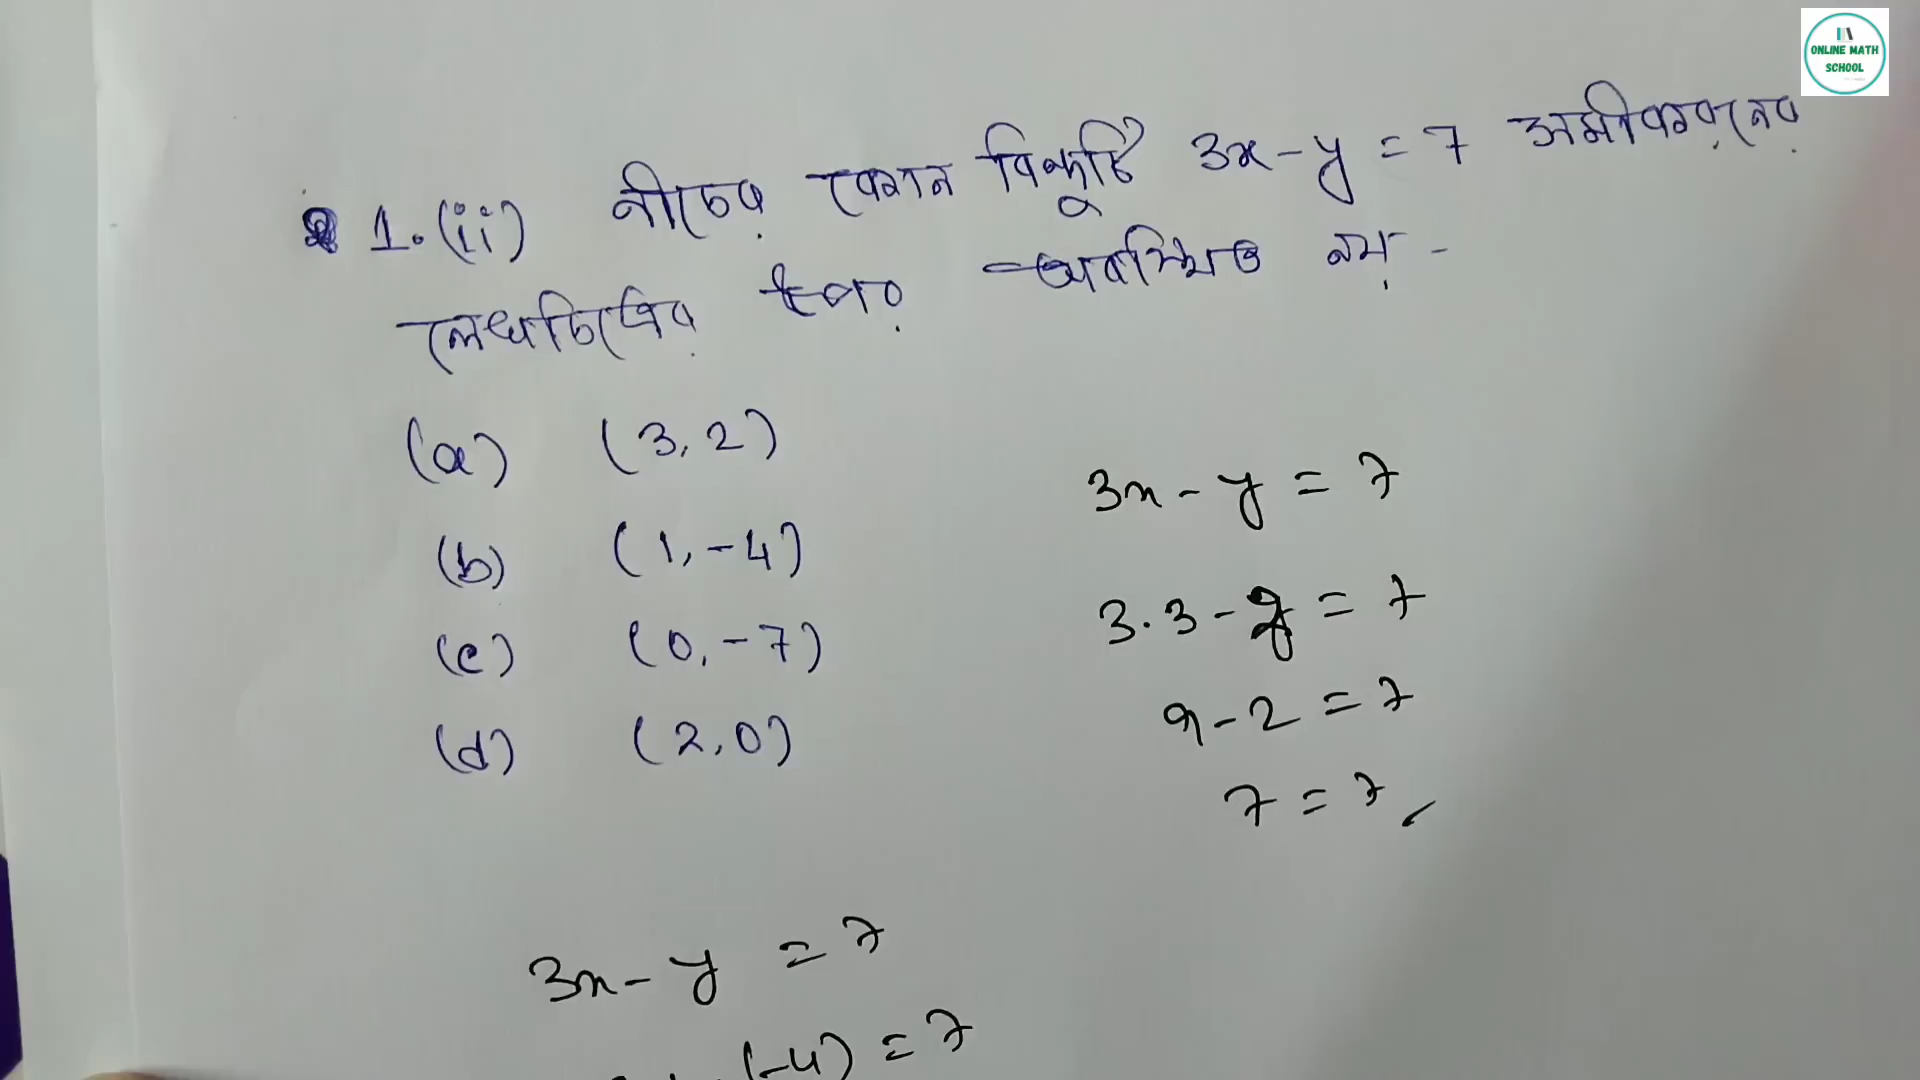 ONLINE MATH
SCHOOL
1.(ii) নীচের কোন বিন্দুটি 3x - y = 7 সমীকরণের
লেখচিত্রের উপর অবস্থিত নয় -
(a) (3, 2)
(b) (1, -4)
(c) (0, -7)
(d) (2, 0)
3x - y = 7
3.3 - 2 = 7
9 - 2 = 7
7 = 7
3x - y = 7
(-4) = 7